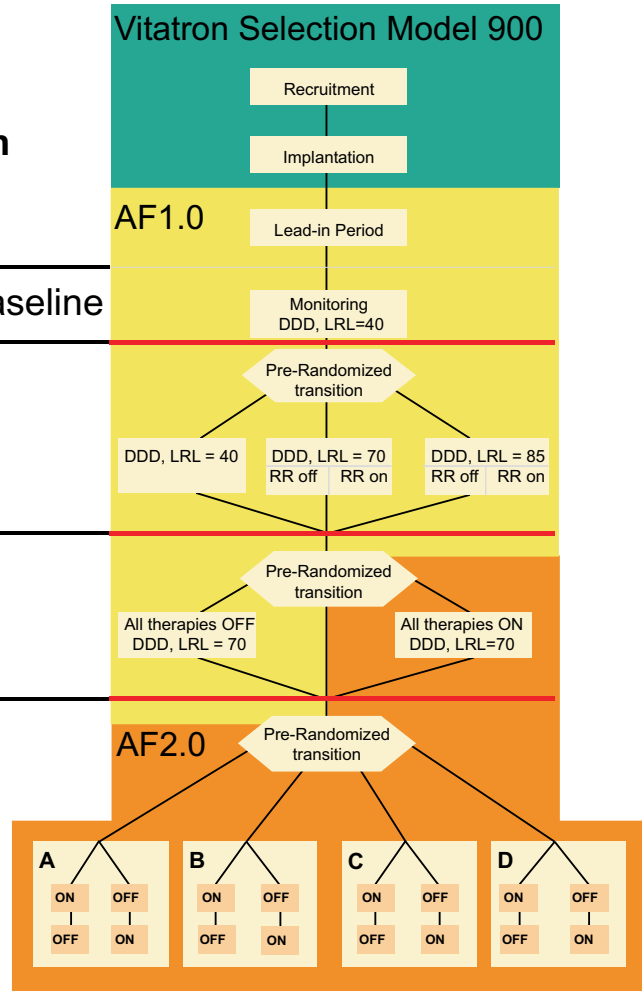 Vitatron Selection Model 900
Recruitment
Implantation
AF1.0
Lead-in Period
Monitoring
DDD, LRL=40
Pre-Randomized
transition
DDD, LRL = 40
DDD, LRL = 70
RR off RR on
DDD, LRL = 85
RR off RR on
Pre-Randomized
transition
All therapies OFF
DDD, LRL = 70
All therapies ON
DDD, LRL=70
AF2.0
Pre-Randomized
transition
A
ON OFF
OFF ON
B
ON OFF
OFF ON
C
ON OFF
OFF ON
D
ON OFF
OFF ON